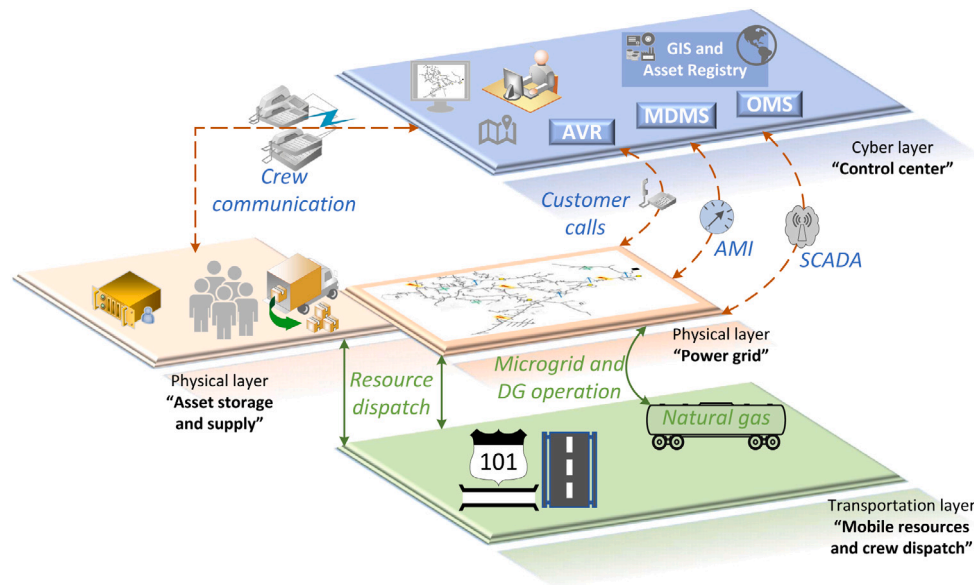 GIS and
Asset Registry
AVR
MDMS
OMS
Cyber layer
“Control center”
Crew
communication
Customer
calls
AMI
SCADA
Physical layer
“Power grid”
Physical layer
“Asset storage
and supply”
Resource
dispatch
Microgrid and
DG operation
Natural gas
101
Transportation layer
“Mobile resources
and crew dispatch”